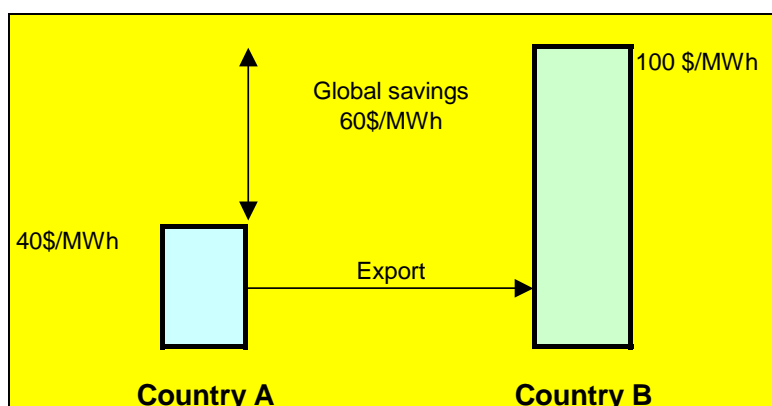 100 $/MWh
Global savings
60$/MWh
40$/MWh
Export
Country A
Country B